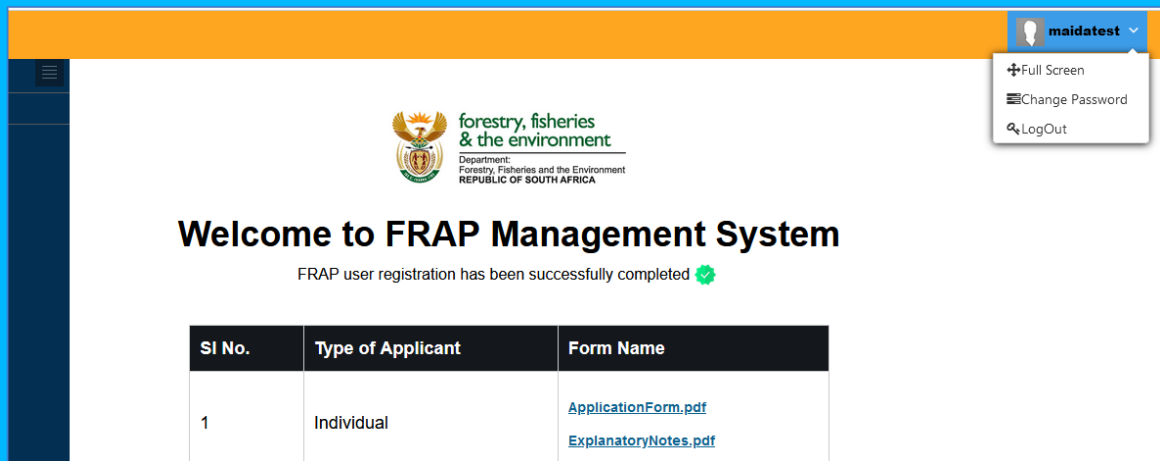 maidatest
Full Screen
Change Password
LogOut
forestry, fisheries
& the environment
Department:
Forestry, Fisheries and the Environment
REPUBLIC OF SOUTH AFRICA
Welcome to FRAP Management System
FRAP user registration has been successfully completed
SI No. Type of Applicant Form Name
1 Individual ApplicationForm.pdf
ExplanatoryNotes.pdf